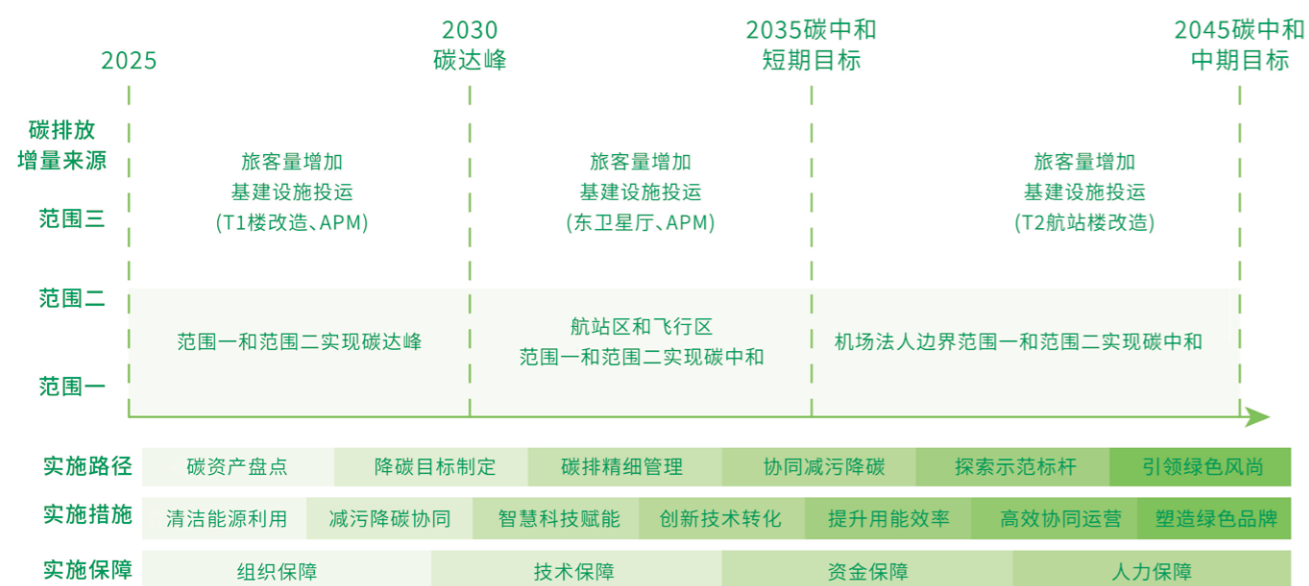 2025
2030
碳达峰
2035碳中和
短期目标
2045碳中和
中期目标
碳排放
增量来源
范围三
范围二
范围一
旅客量增加
基建设施投运
(T1楼改造、APM)
旅客量增加
基建设施投运
(东卫星厅、APM)
旅客量增加
基建设施投运
(T2航站楼改造)
范围一和范围二实现碳达峰
航站区和飞行区
范围一和范围二实现碳中和
机场法人边界范围一和范围二实现碳中和
实施路径 碳资产盘点 降碳目标制定 碳排精细管理 协同减污降碳 探索示范标杆 引领绿色风尚
实施措施 清洁能源利用 减污降碳协同 智慧科技赋能 创新技术转化 提升用能效率 高效协同运营 塑造绿色品牌
实施保障 组织保障 技术保障 资金保障 人力保障